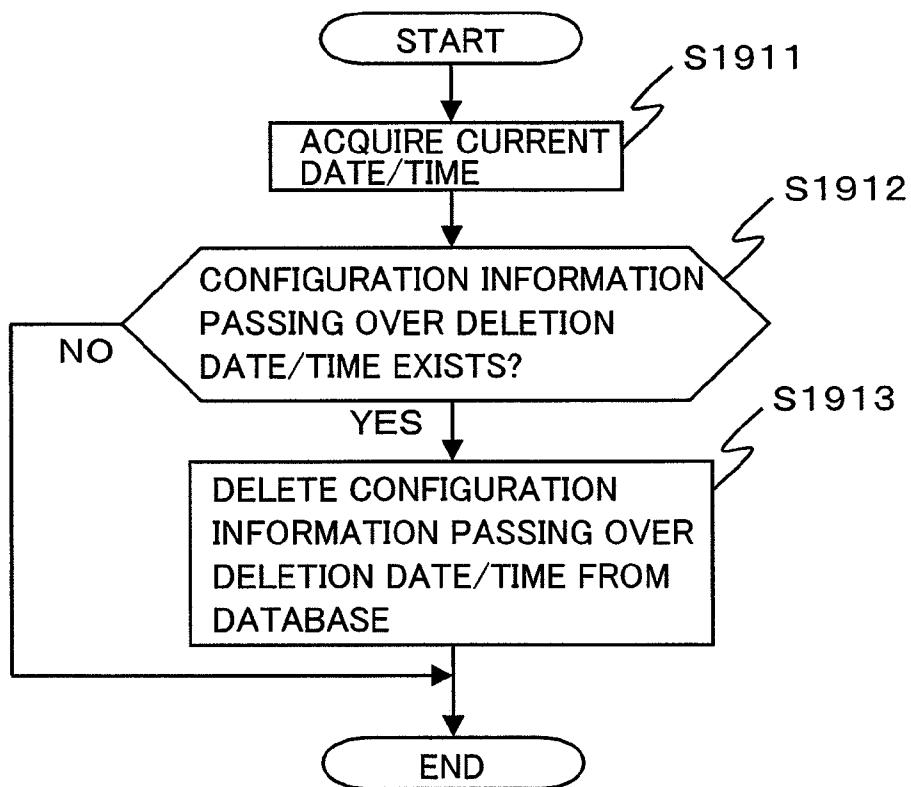 START
S1911
ACQUIRE CURRENT
DATE/TIME
S1912
CONFIGURATION INFORMATION
PASSING OVER DELETION
DATE/TIME EXISTS?
NO
YES
S1913
DELETE CONFIGURATION
INFORMATION PASSING OVER
DELETION DATE/TIME FROM
DATABASE
END